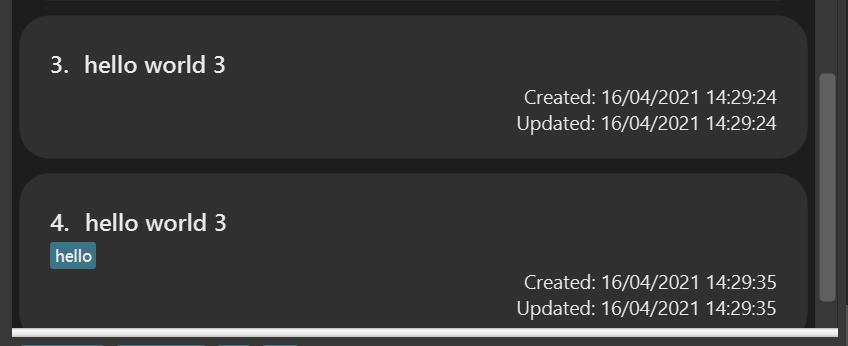 3. hello world 3
Created: 16/04/2021 14:29:24
Updated: 16/04/2021 14:29:24
4. hello world 3
hello
Created: 16/04/2021 14:29:35
Updated: 16/04/2021 14:29:35